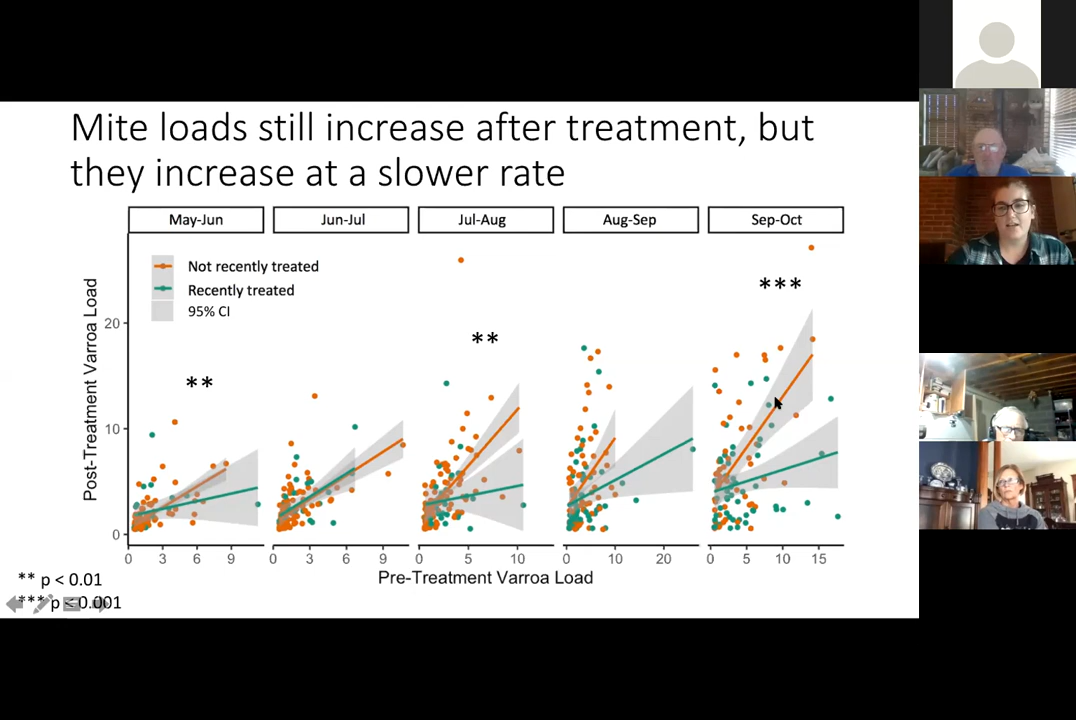 Mite loads still increase after treatment, but
they increase at a slower rate
May-Jun
Jun-Jul
Jul-Aug
Aug-Sep
Sep-Oct
Not recently treated
Recently treated
95% CI
**
**
***
Post-Treatment Varroa Load
20
10
0
0 3 6 9
0 3 6 9
0 5 10
0 10 20
0 5 10 15
Pre-Treatment Varroa Load
** p < 0.01
*** p < 0.001